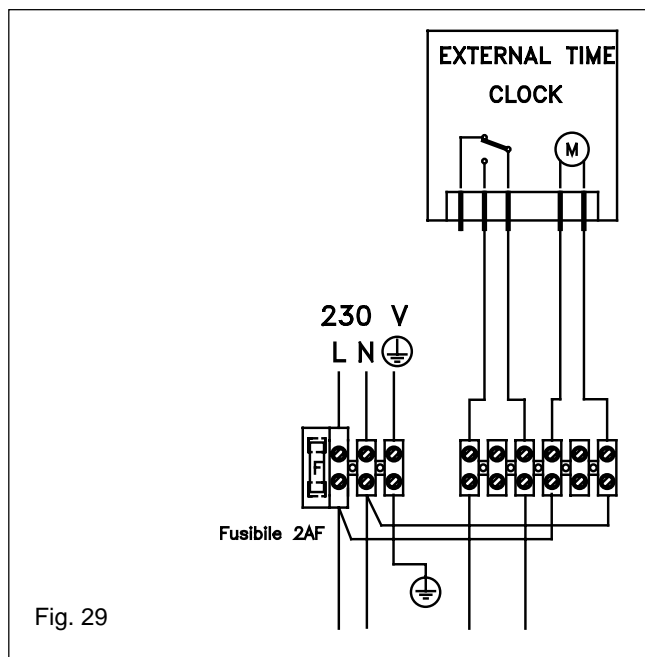 EXTERNAL TIME
CLOCK
M
230 V
L N
F
Fusibile 2AF
Fig. 29